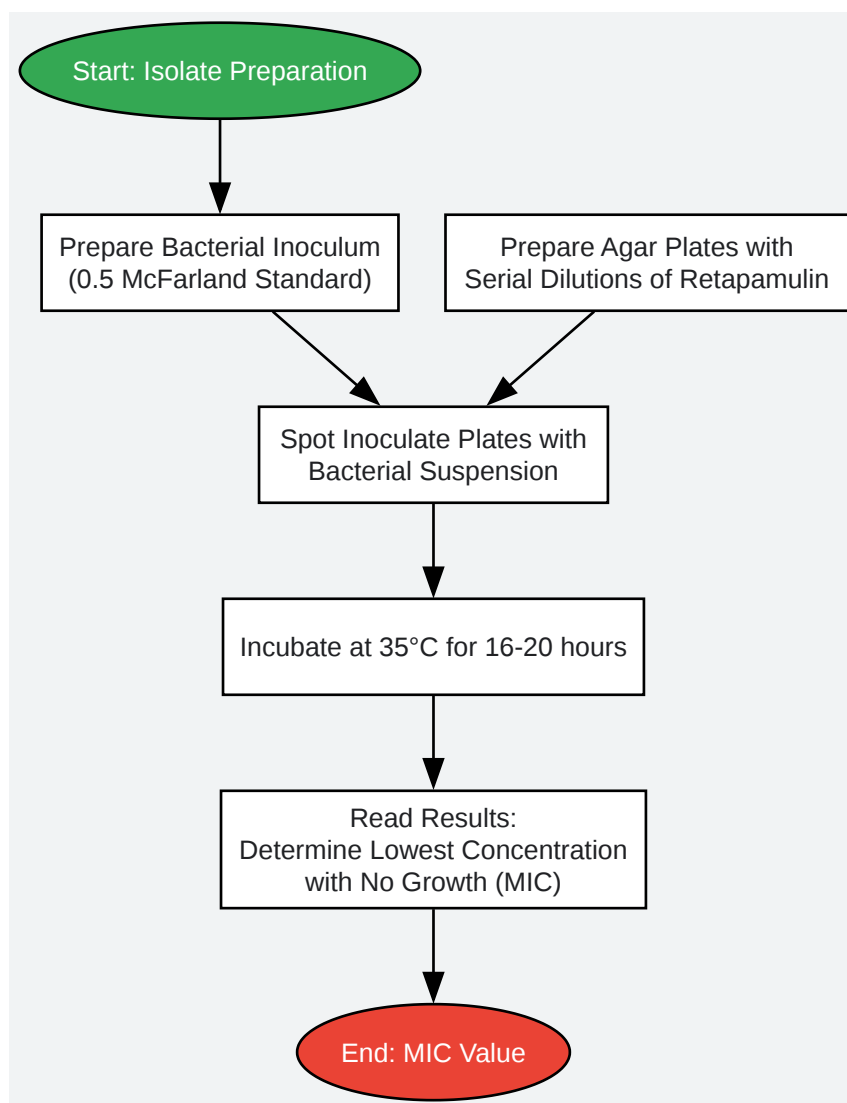 Start: Isolate Preparation
Prepare Bacterial Inoculum
(0.5 McFarland Standard)
Prepare Agar Plates with
Serial Dilutions of Retapamulin
Spot Inoculate Plates with
Bacterial Suspension
Incubate at 35°C for 16-20 hours
Read Results:
Determine Lowest Concentration
with No Growth (MIC)
End: MIC Value